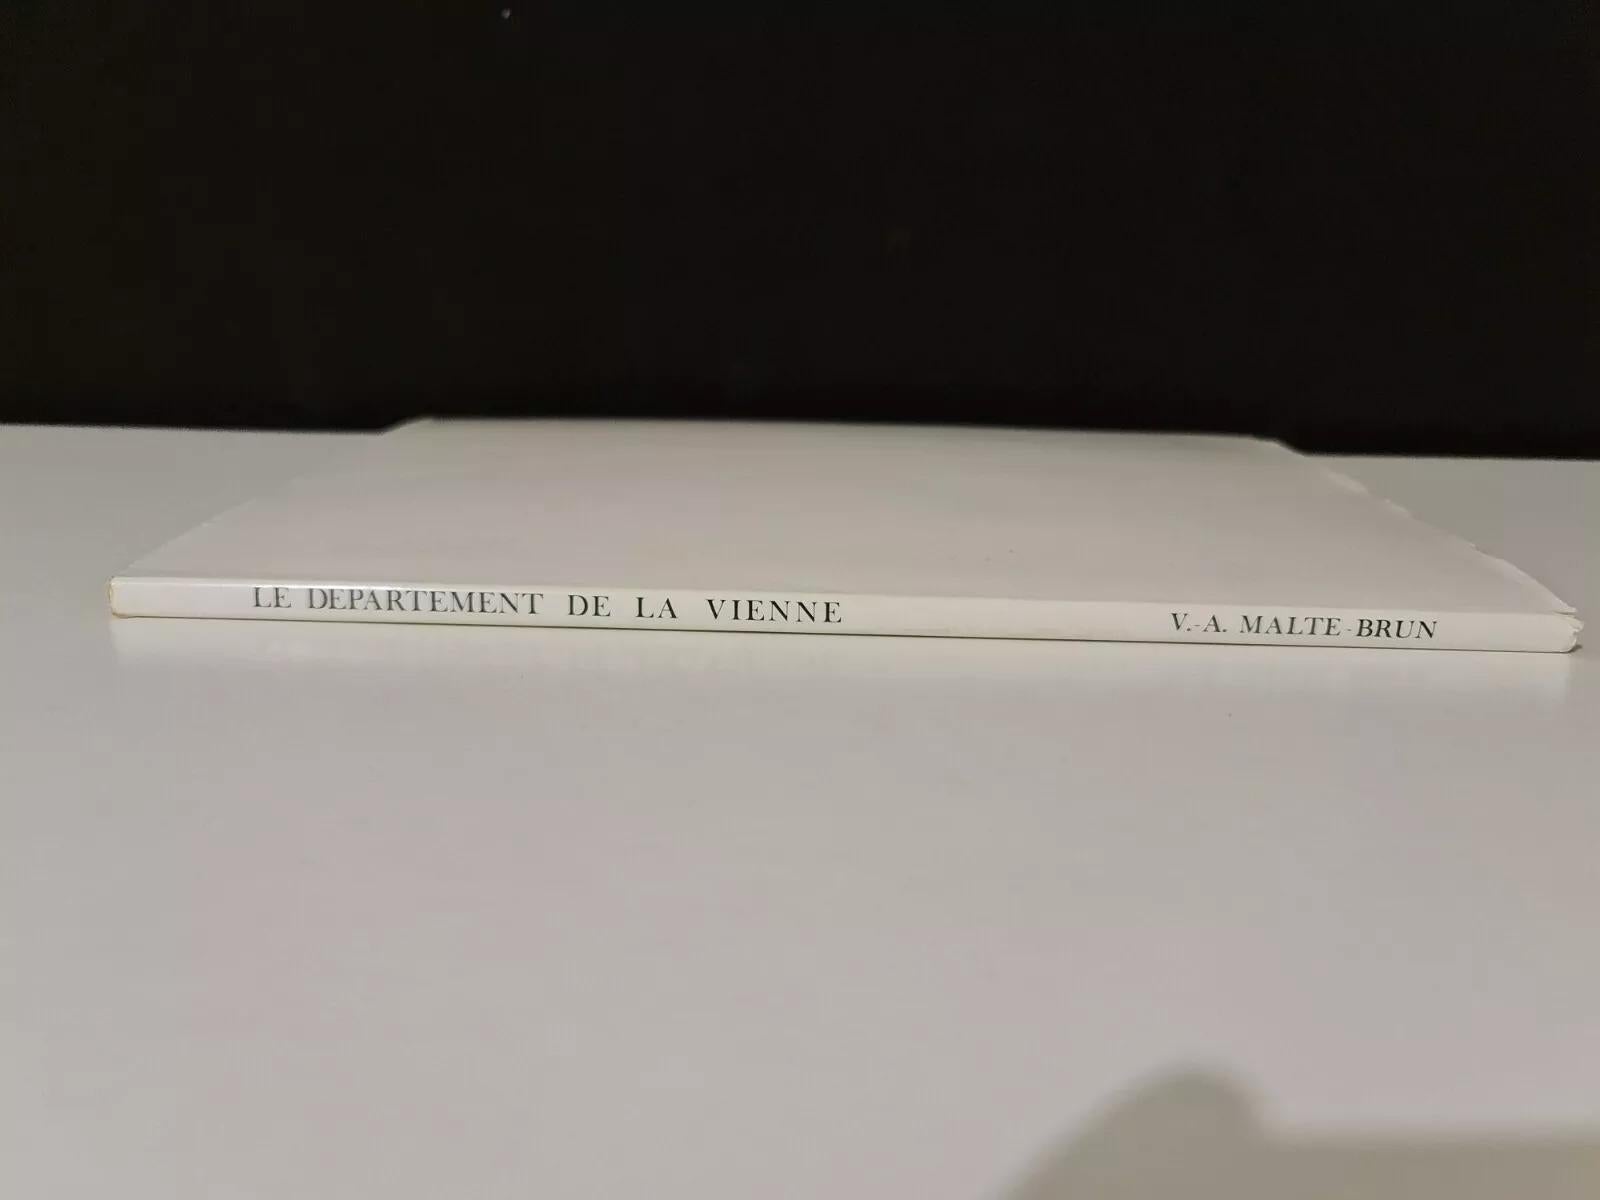 LE DEPARTEMENT DE LA VIENNE
V.-A. MALTE-BRUN